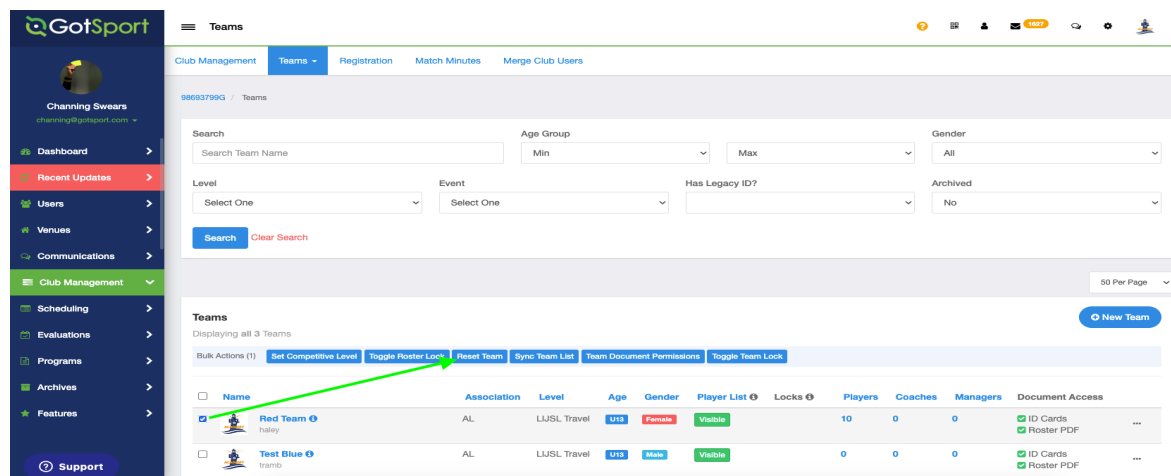 GotSport
Teams
1627
Club Management Teams Registration Match Minutes Merge Club Users
Channing Swears
channing@gotsport.com
98693799G / Teams
Search Age Group Gender
Search Team Name Min Max All
Level Event Has Legacy ID? Archived
Select One Select One No
Search Clear Search
Dashboard
Recent Updates
Users
Venues
Communications
Club Management
Scheduling
Evaluations
Programs
Archives
Features
Support
50 Per Page
Teams
New Team
Displaying all 3 Teams
Bulk Actions (1) Set Competitive Level Toggle Roster Lock Reset Team Sync Team List Team Document Permissions Toggle Team Lock
Name Association Level Age Gender Player List Locks Players Coaches Managers Document Access
Red Team AL LIJSL Travel U13 Female Visible 10 0 0 ID Cards
haley Roster PDF
Test Blue AL LIJSL Travel U13 Male Visible 0 0 0 ID Cards
tramb Roster PDF